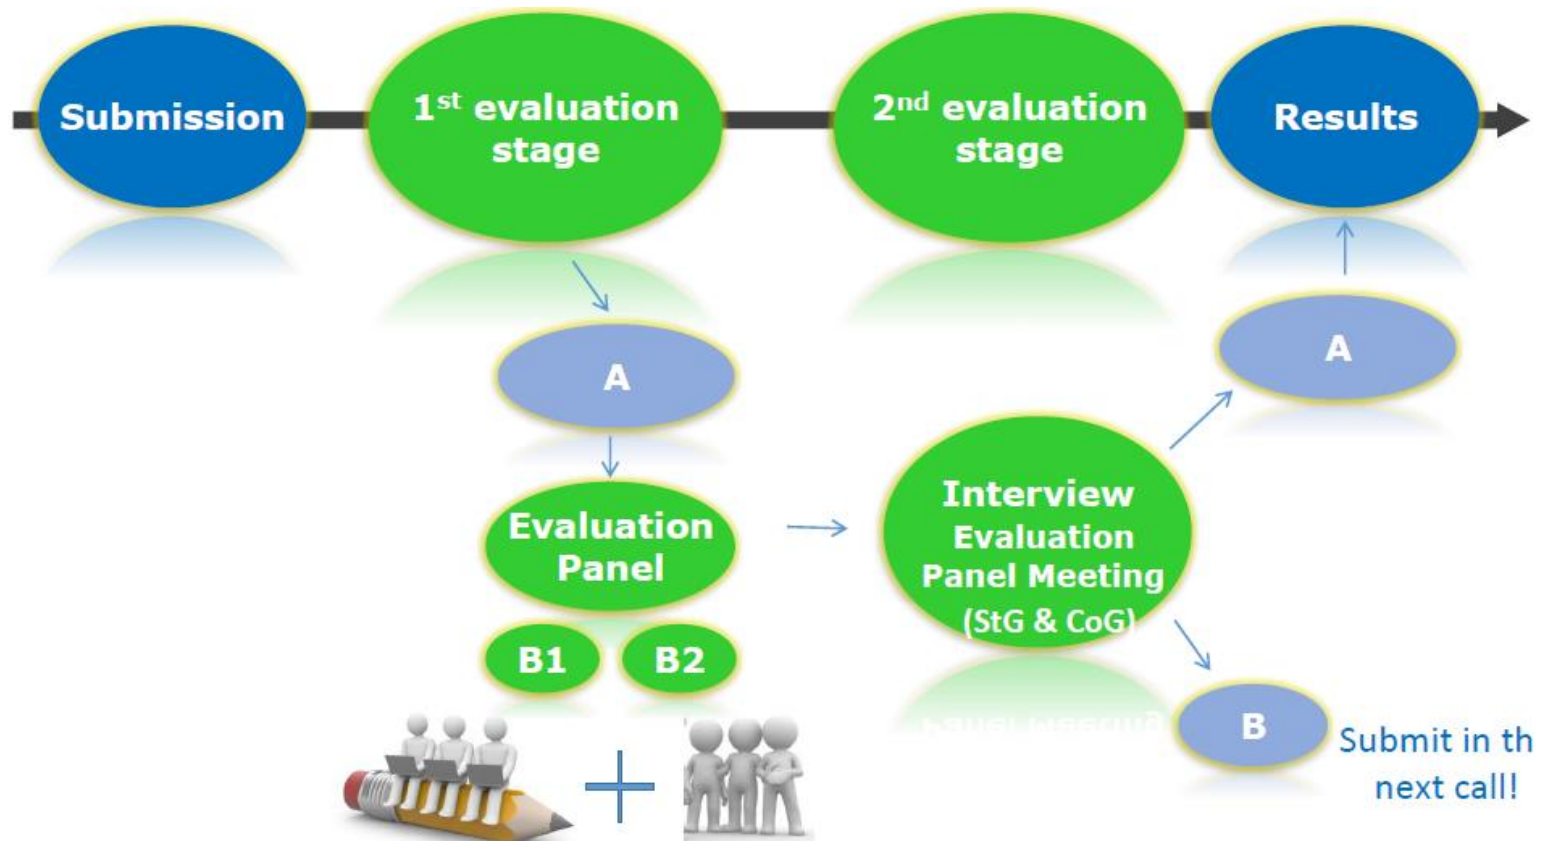 Submission
1st evaluation
stage
2nd evaluation
stage
Results
A
Evaluation
Panel
B1
B2
Interview
Evaluation
Panel Meeting
(StG & CoG)
A
B
Submit in th
next call!